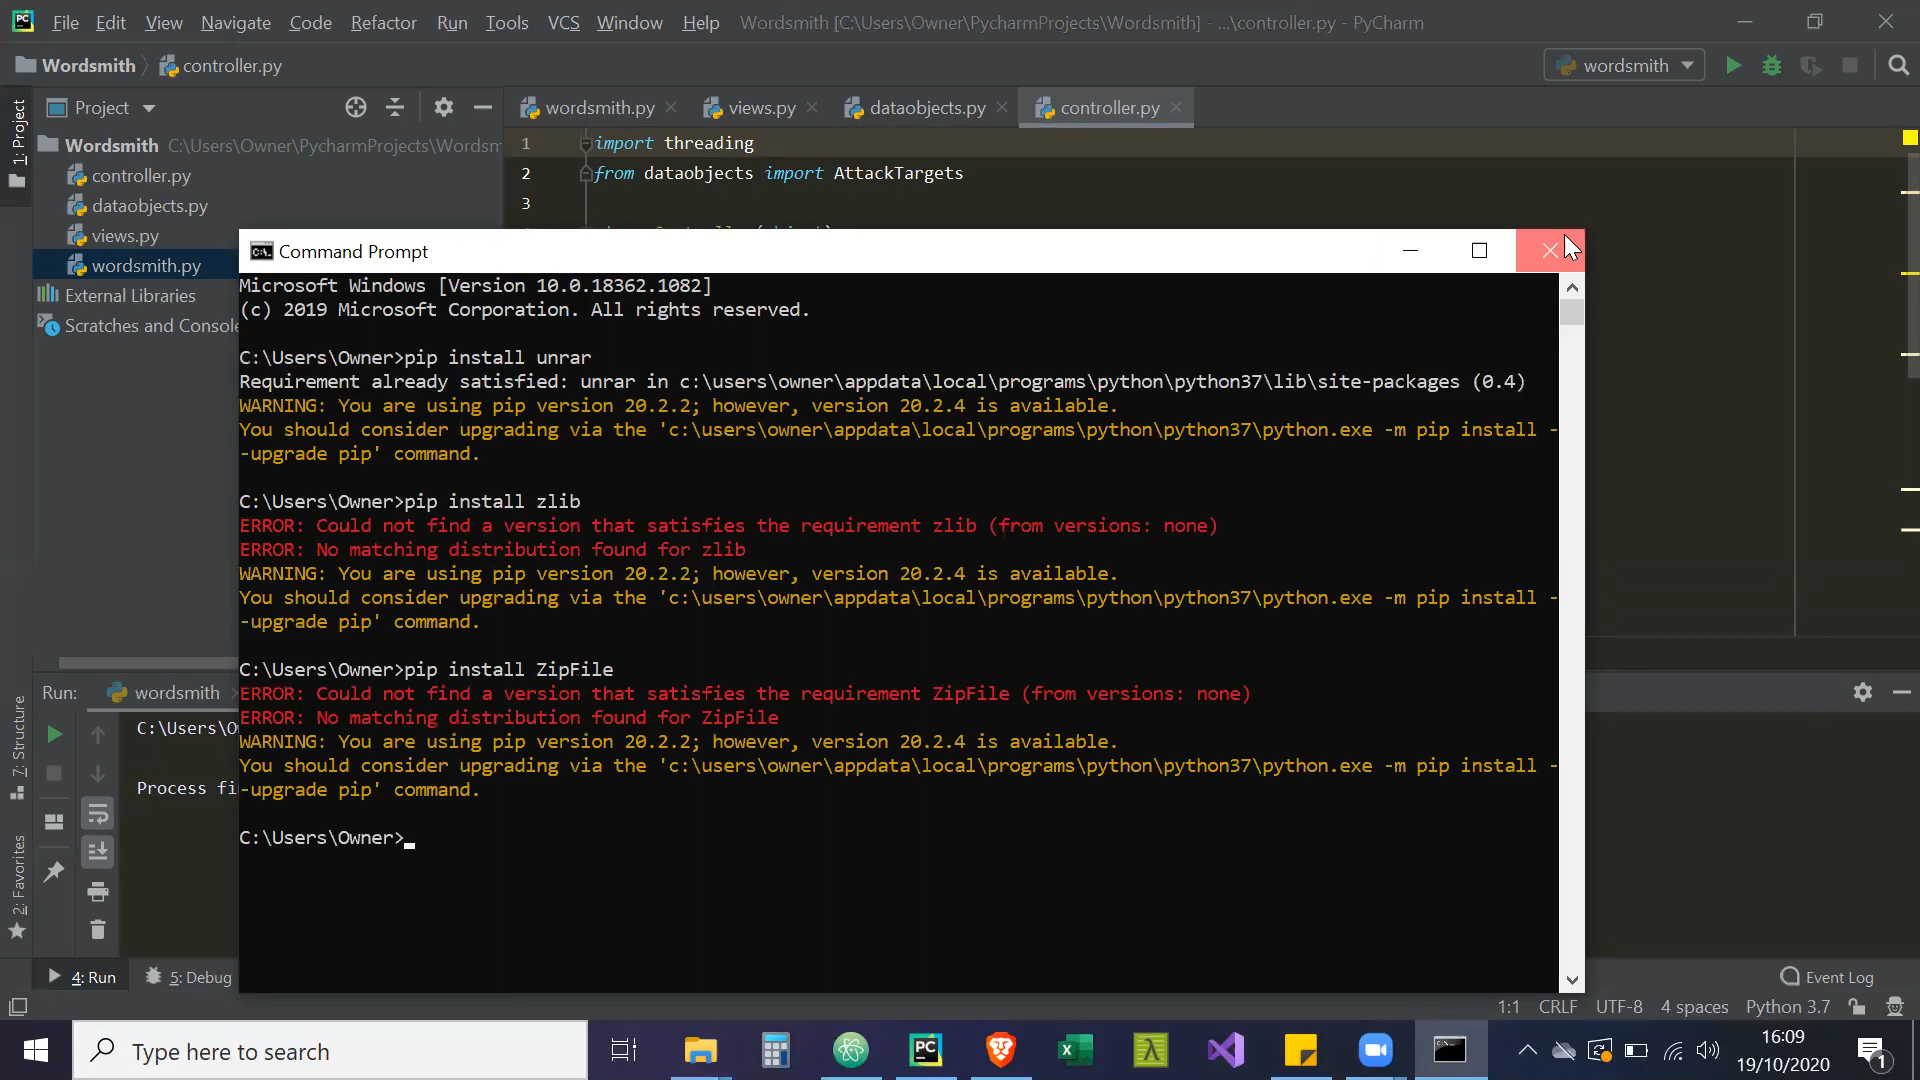 File Edit View Navigate Code Refactor Run Tools VCS Window Help Wordsmith [C:\Users\Owner\PycharmProjects\Wordsmith] - ...\controller.py - PyCharm
Wordsmith controller.py
wordsmith
1: Project
Project
wordsmith.py views.py dataobjects.py controller.py
Wordsmith C:\Users\Owner\PycharmProjects\Wordsm
controller.py
dataobjects.py
views.py
wordsmith.py
External Libraries
Scratches and Console
1 import threading
2 from dataobjects import AttackTargets
3
Command Prompt
Microsoft Windows [Version 10.0.18362.1082]
(c) 2019 Microsoft Corporation. All rights reserved.
C:\Users\Owner>pip install unrar
Requirement already satisfied: unrar in c:\users\owner\appdata\local\programs\python\python37\lib\site-packages (0.4)
WARNING: You are using pip version 20.2.2; however, version 20.2.4 is available.
You should consider upgrading via the 'c:\users\owner\appdata\local\programs\python\python37\python.exe -m pip install -
-upgrade pip' command.
C:\Users\Owner>pip install zlib
ERROR: Could not find a version that satisfies the requirement zlib (from versions: none)
ERROR: No matching distribution found for zlib
WARNING: You are using pip version 20.2.2; however, version 20.2.4 is available.
You should consider upgrading via the 'c:\users\owner\appdata\local\programs\python\python37\python.exe -m pip install -
-upgrade pip' command.
C:\Users\Owner>pip install ZipFile
ERROR: Could not find a version that satisfies the requirement ZipFile (from versions: none)
ERROR: No matching distribution found for ZipFile
WARNING: You are using pip version 20.2.2; however, version 20.2.4 is available.
You should consider upgrading via the 'c:\users\owner\appdata\local\programs\python\python37\python.exe -m pip install -
-upgrade pip' command.
C:\Users\Owner>
Run: wordsmith
C:\Users\O
Process fi
7: Structure
2: Favorites
4: Run 5: Debug
Event Log
1:1 CRLF UTF-8 4 spaces Python 3.7
Type here to search
16:09
19/10/2020
1